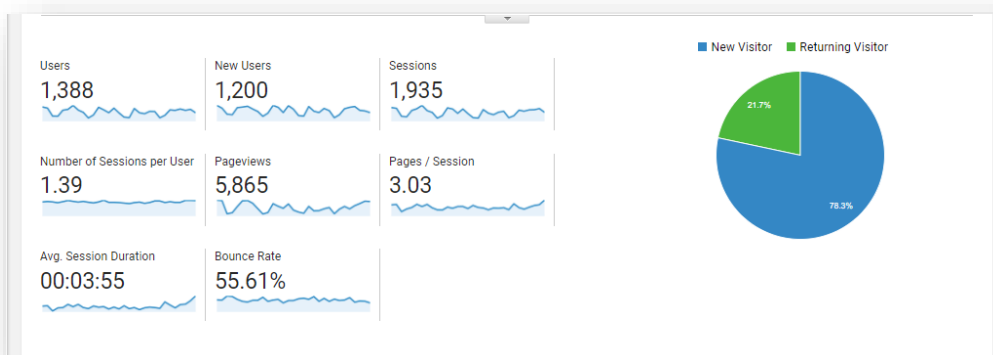 New Visitor Returning Visitor
Users New Users Sessions
1,388 1,200 1,935
21.7%
Number of Sessions per User Pageviews Pages / Session
1.39 5,865 3.03
78.3%
Avg. Session Duration Bounce Rate
00:03:55 55.61%